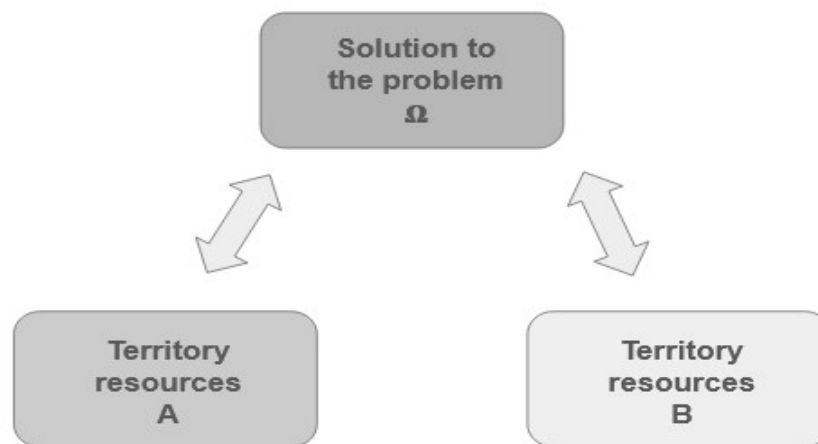 Solution to
the problem
Ω
Territory
resources
A
Territory
resources
B